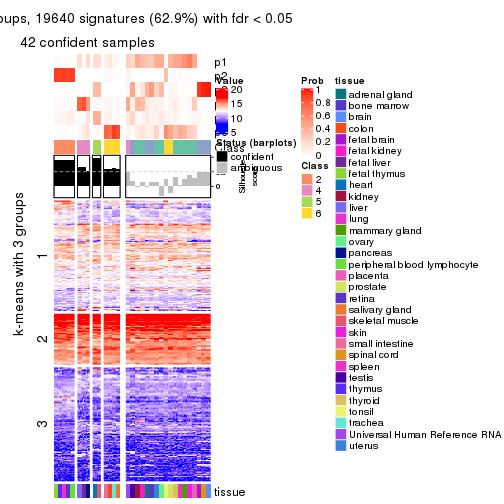 oups, 19640 signatures (62.9%) with fdr < 0.05
42 confident samples
p1
p2
Class
Silhouette score
k-means with 3 groups
1
2
3
tissue
Value
20
15
10
5
Status (barplots)
confident
ambiguous
0
Prob
1
0.8
0.6
0.4
0.2
0
Class
2
4
5
6
tissue
adrenal gland
bone marrow
brain
colon
fetal brain
fetal kidney
fetal liver
fetal thymus
heart
kidney
liver
lung
mammary gland
ovary
pancreas
peripheral blood lymphocyte
placenta
prostate
retina
salivary gland
skeletal muscle
skin
small intestine
spinal cord
spleen
testis
thymus
thyroid
tonsil
trachea
Universal Human Reference RNA
uterus